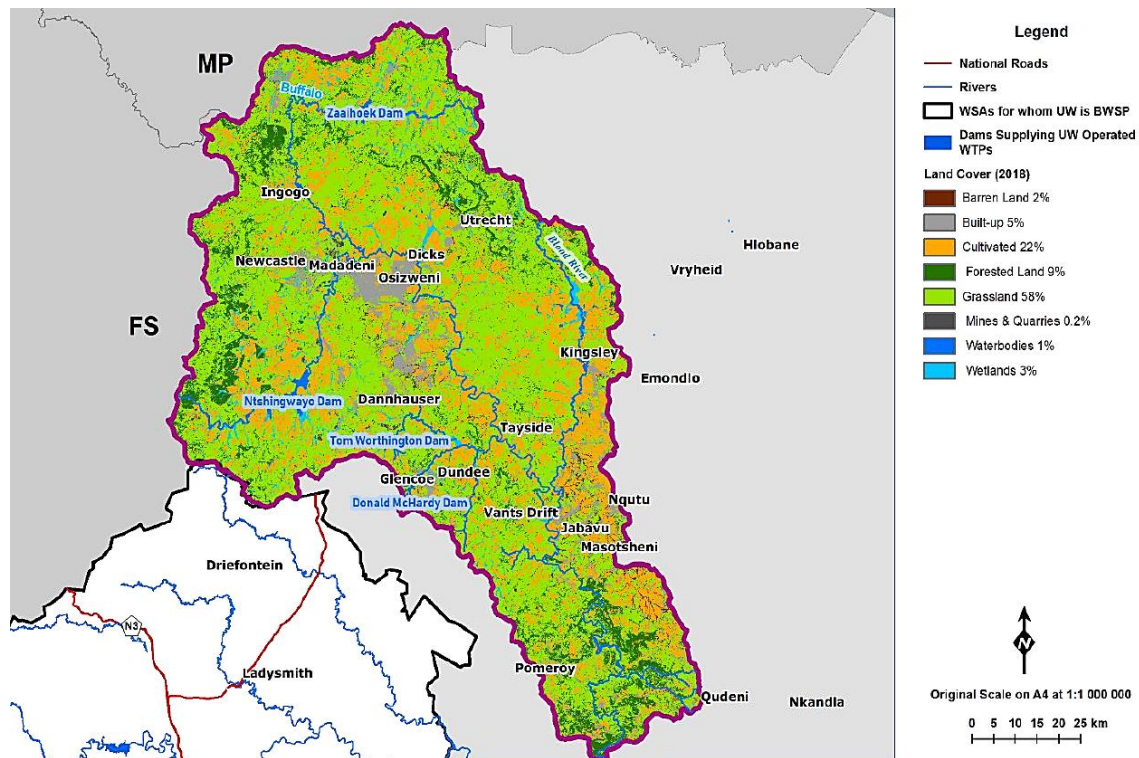 MP
Buffalo
Zaalhoek Dam
Ingogo
Utrecht
Blood River
Hlobane
Vryheid
Newcastle
Madadeni
Dicks
Osizweni
FS
Kingsley
Emondlo
Ntshingwayo Dam
Dannhauser
Tayside
Tom Worthington Dam
Glencoe
Dundee
Donald McHardy Dam
Vants Drift
Nqutu
Jabavu
Masotsheni
Driefontein
N3
Ladysmith
Pomeroy
Qudeni
Nkandla
Legend
National Roads
Rivers
WSAs for whom UW is BWSP
Dams Supplying UW Operated
WTPs
Land Cover (2018)
Barren Land 2%
Built-up 5%
Cultivated 22%
Forested Land 9%
Grassland 58%
Mines & Quarries 0.2%
Waterbodies 1%
Wetlands 3%
N
Original Scale on A4 at 1:1 000 000
0 5 10 15 20 25 km